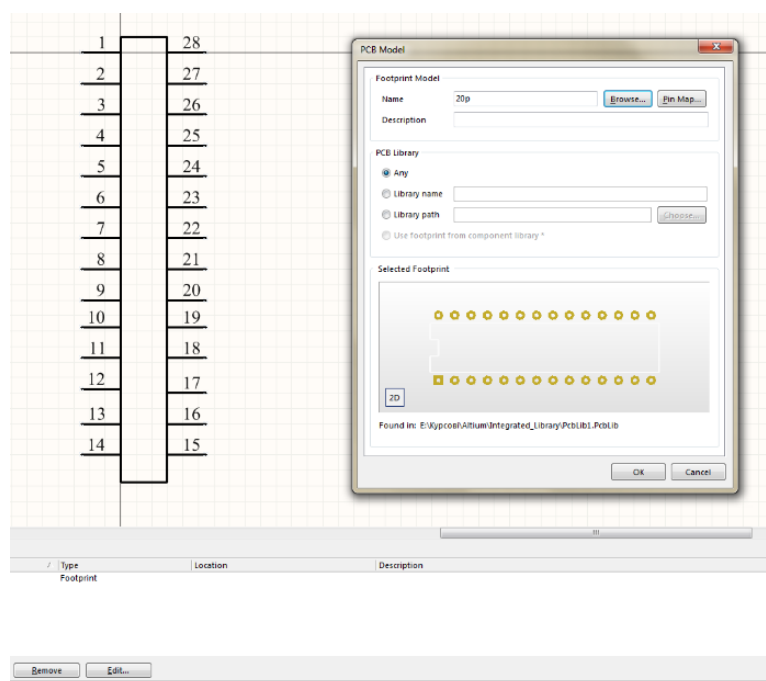 1 28
2 27
3 26
4 25
5 24
6 23
7 22
8 21
9 20
10 19
11 18
12 17
13 16
14 15
PCB Model
Footprint Model
Name 20p Browse... Pin Map...
Description
PCB Library
Any
Library name
Library path Choose...
Use footprint from component library *
Selected Footprint
2D
Found in: E:\Kypcoвi\Altium\Integrated_Library\PcbLib1.PcbLib
OK Cancel
/ Type Location Description
Footprint
Remove Edit...